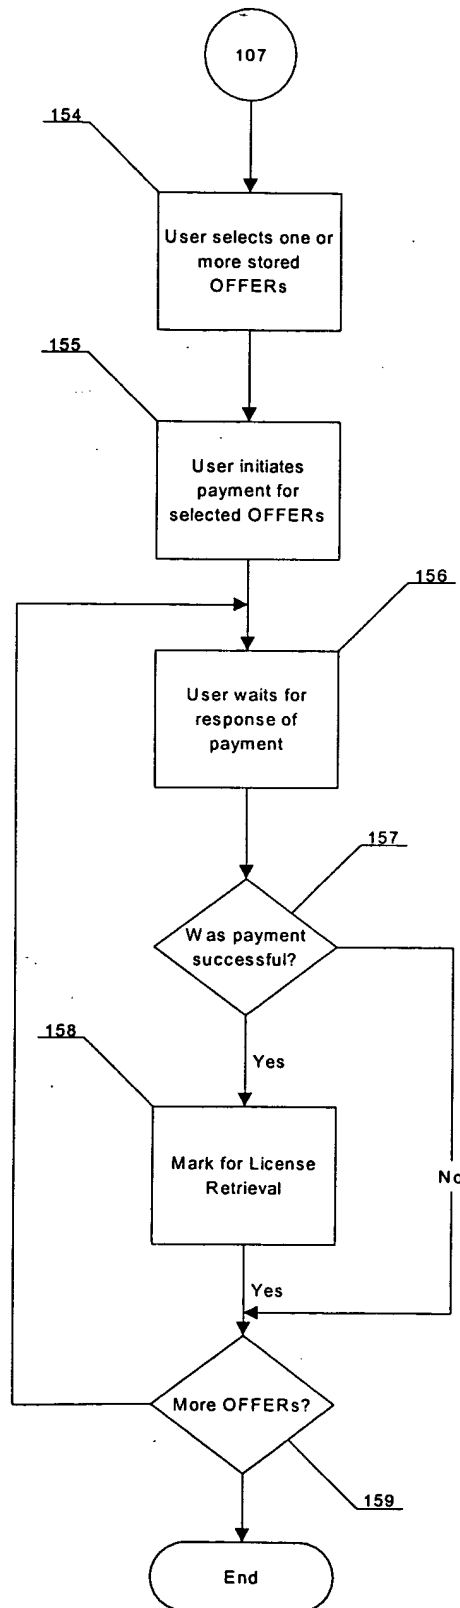 107
154
User selects one or
more stored
OFFERs
155
User initiates
payment for
selected OFFERs
156
User waits for
response of
payment
157
Was payment
successful?
158
Yes
Mark for License
Retrieval
No
Yes
More OFFERs?
159
End